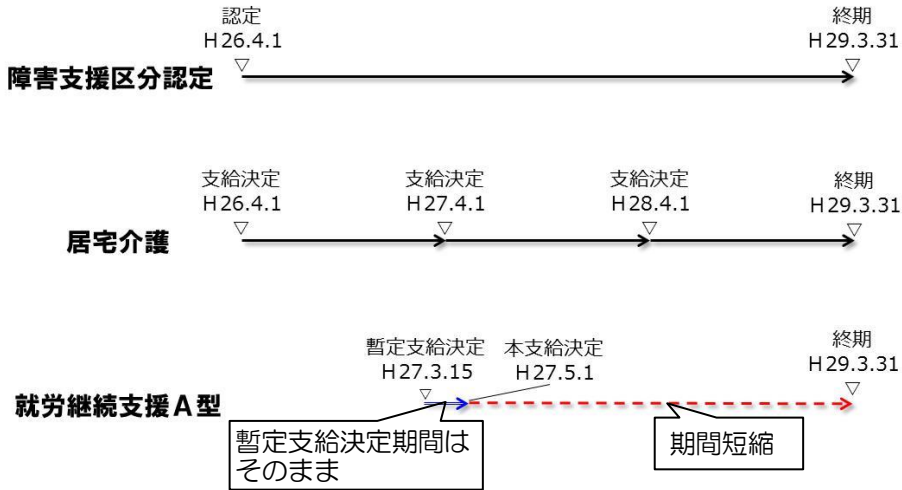 認定
H26.4.1
▽
終期
H29.3.31
▽
障害支援区分認定
支給決定
H26.4.1
▽
支給決定
H27.4.1
▽
支給決定
H28.4.1
▽
終期
H29.3.31
▽
居宅介護
暫定支給決定
H27.3.15
▽
本支給決定
H27.5.1
終期
H29.3.31
▽
就労継続支援A型
暫定支給決定期間は
そのまま
期間短縮